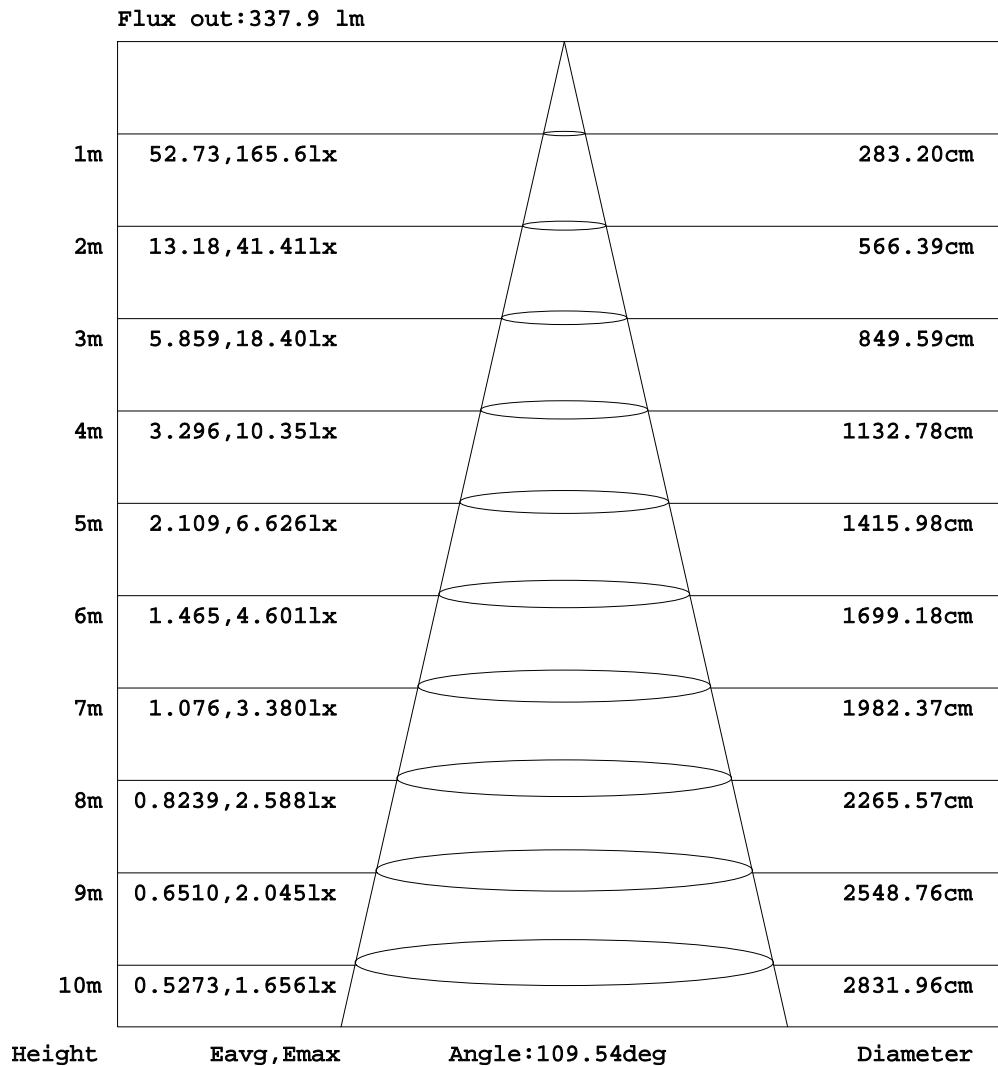 Flux out:337.9 lm
1m 52.73,165.6lx 283.20cm
2m 13.18,41.41lx 566.39cm
3m 5.859,18.40lx 849.59cm
4m 3.296,10.35lx 1132.78cm
5m 2.109,6.626lx 1415.98cm
6m 1.465,4.601lx 1699.18cm
7m 1.076,3.380lx 1982.37cm
8m 0.8239,2.588lx 2265.57cm
9m 0.6510,2.045lx 2548.76cm
10m 0.5273,1.656lx 2831.96cm
Height Eavg,Emax Angle:109.54deg Diameter